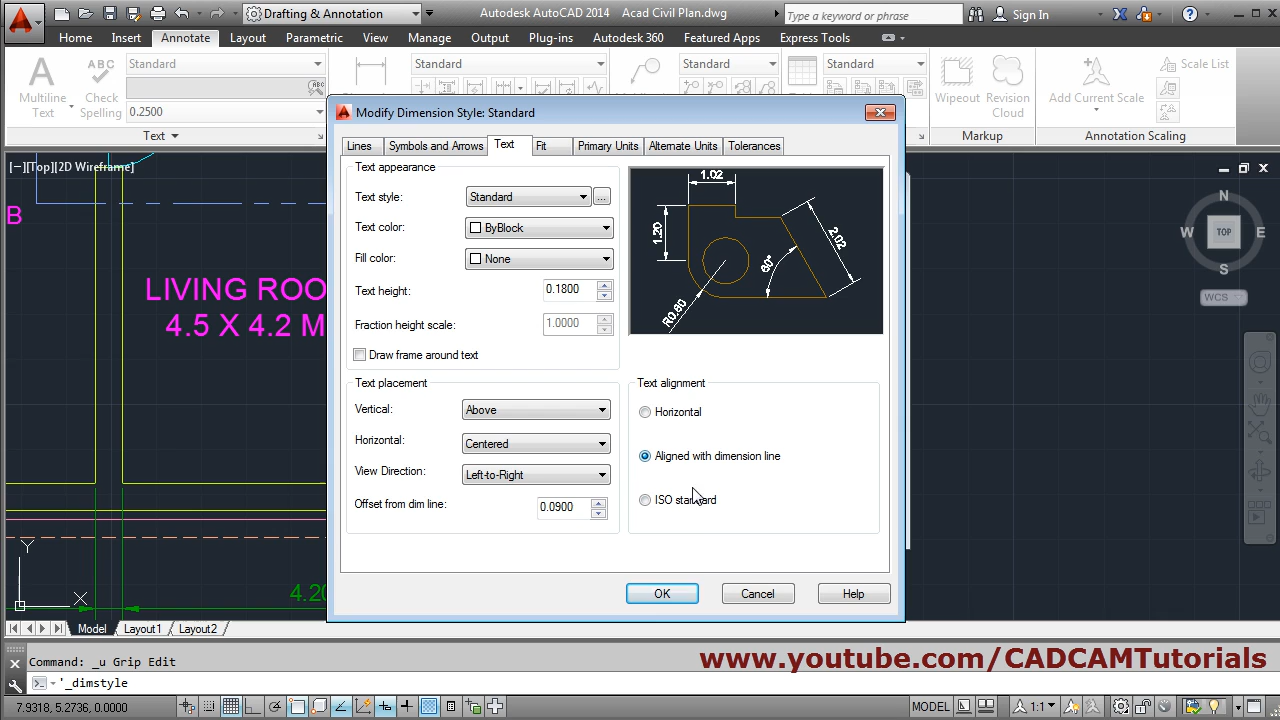 Drafting & Annotation
Autodesk AutoCAD 2014 Acad Civil Plan.dwg
Type a keyword or phrase
Sign In
Home Insert Annotate Layout Parametric View Manage Output Plug-ins Autodesk 360 Featured Apps Express Tools
A ABC Standard Standard Standard Standard Scale List
Multiline Text
Check Spelling
0.2500
Wipeout
Revision Cloud
Add Current Scale
Text
Markup
Annotation Scaling
[−][Top][2D Wireframe]
B
LIVING ROO
4.5 X 4.2 M
4.20
Y
X
Modify Dimension Style: Standard
Lines Symbols and Arrows Text Fit Primary Units Alternate Units Tolerances
Text appearance
Text style: Standard ...
Text color: ByBlock
Fill color: None
Text height: 0.1800
Fraction height scale: 1.0000
Draw frame around text
1.02
1.20
2.02
60°
R0.80
Text placement
Vertical: Above
Horizontal: Centered
View Direction: Left-to-Right
Offset from dim line: 0.0900
Text alignment
Horizontal
Aligned with dimension line
ISO standard
OK Cancel Help
N
W TOP E
S
WCS
Model Layout1 Layout2
Command: _u Grip Edit
'_dimstyle
www.youtube.com/CADCAMTutorials
7.9318, 5.2736, 0.0000
MODEL
1:1